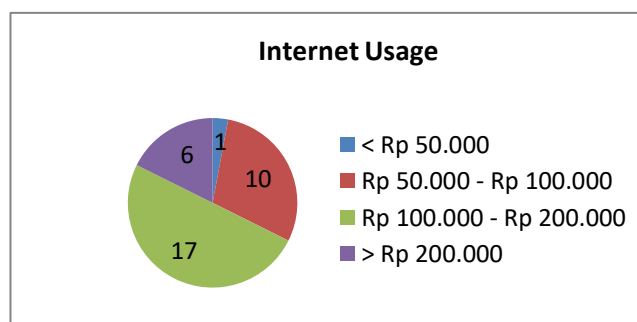 Internet Usage
1
10
17
6
< Rp 50.000
Rp 50.000 - Rp 100.000
Rp 100.000 - Rp 200.000
> Rp 200.000